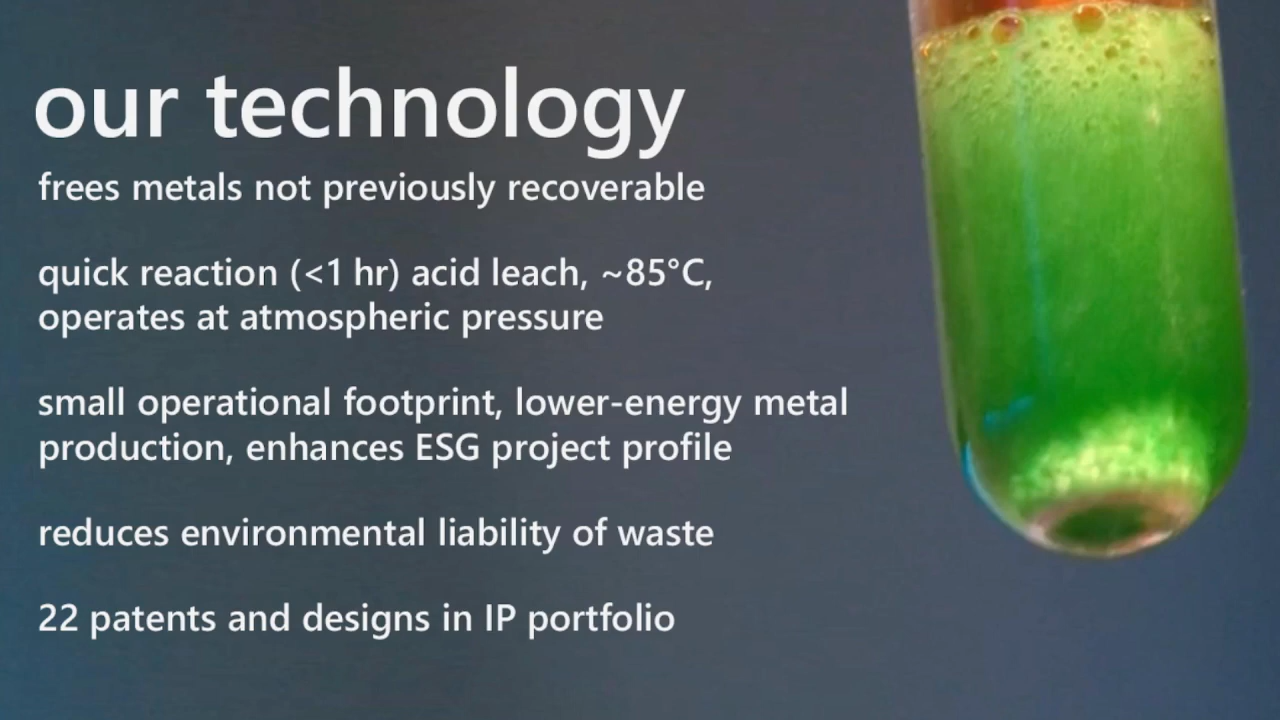 our technology
frees metals not previously recoverable
quick reaction (<1 hr) acid leach, ~85°C,
operates at atmospheric pressure
small operational footprint, lower-energy metal
production, enhances ESG project profile
reduces environmental liability of waste
22 patents and designs in IP portfolio